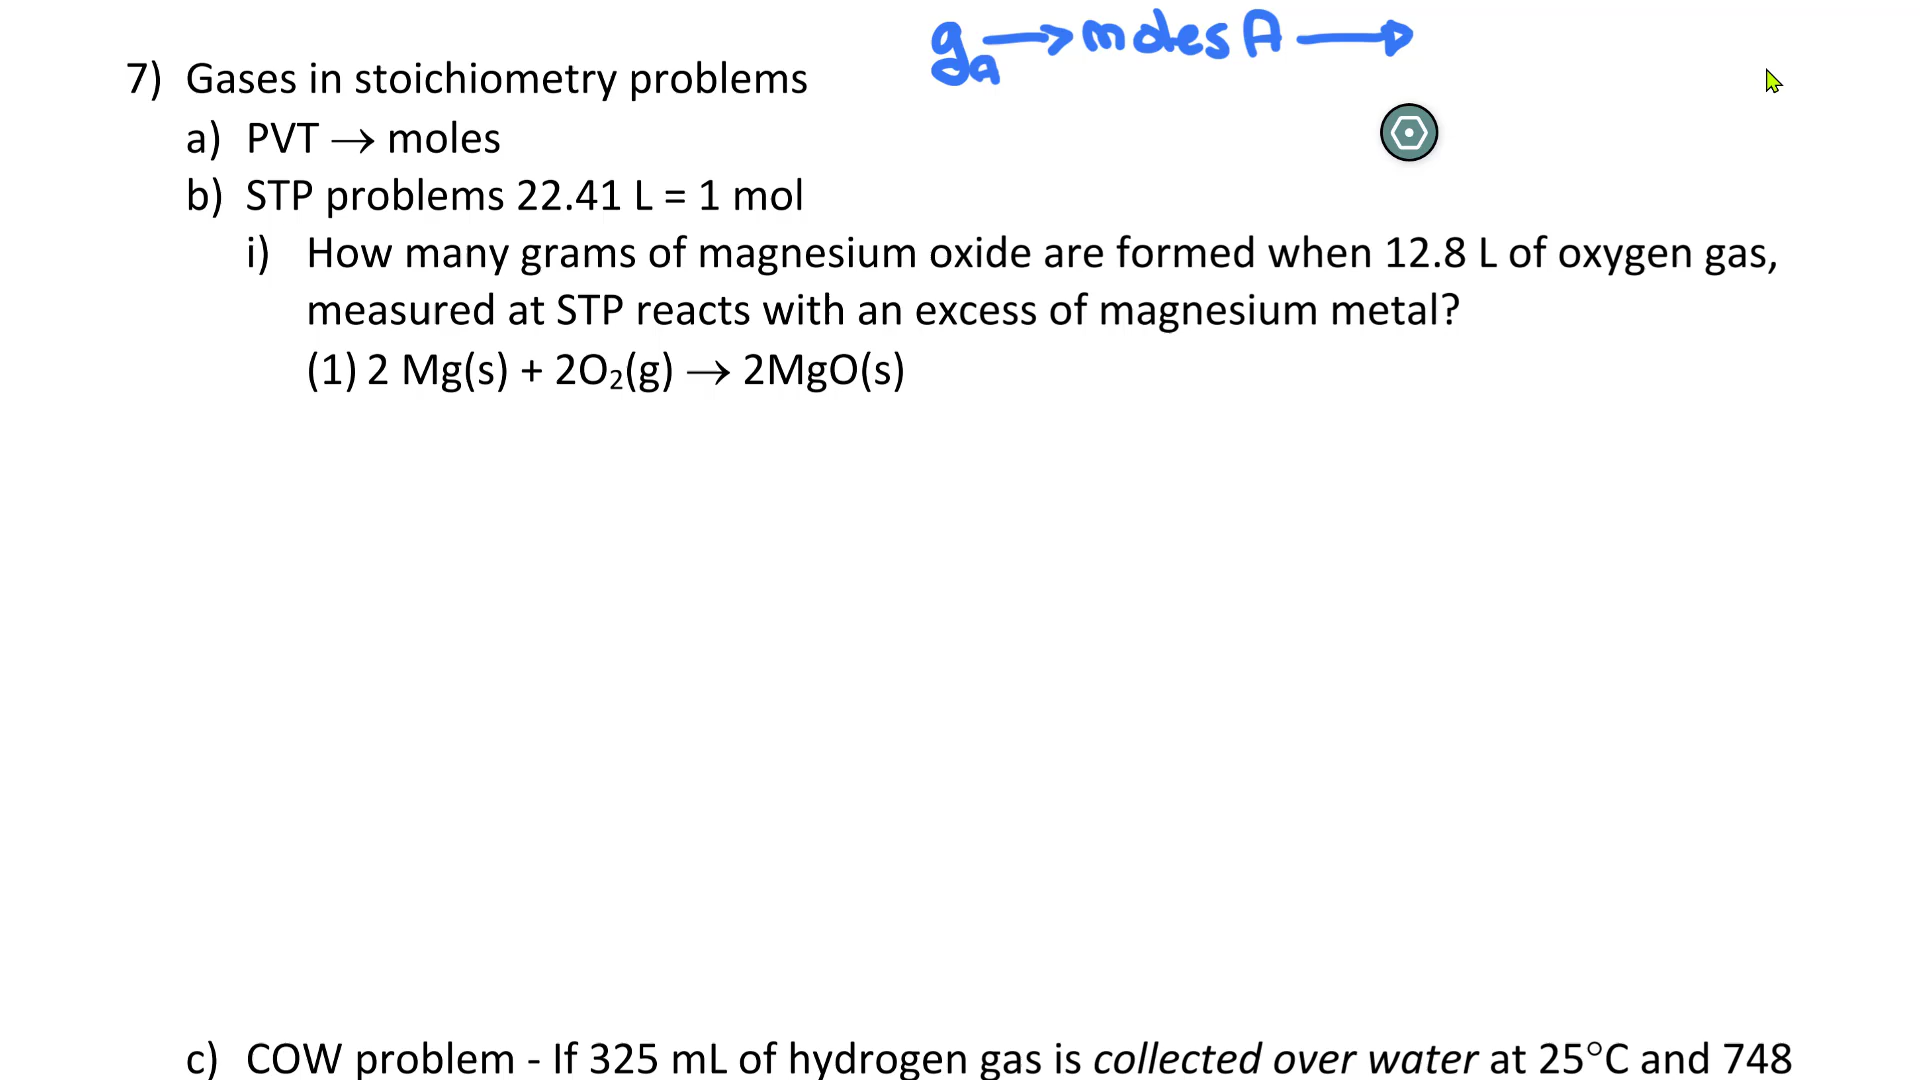 ga → moles A →
7) Gases in stoichiometry problems
a) PVT → moles
b) STP problems 22.41 L = 1 mol
i) How many grams of magnesium oxide are formed when 12.8 L of oxygen gas,
measured at STP reacts with an excess of magnesium metal?
(1) 2 Mg(s) + 2O₂(g) → 2MgO(s)
c) COW problem - If 325 mL of hydrogen gas is collected over water at 25°C and 748